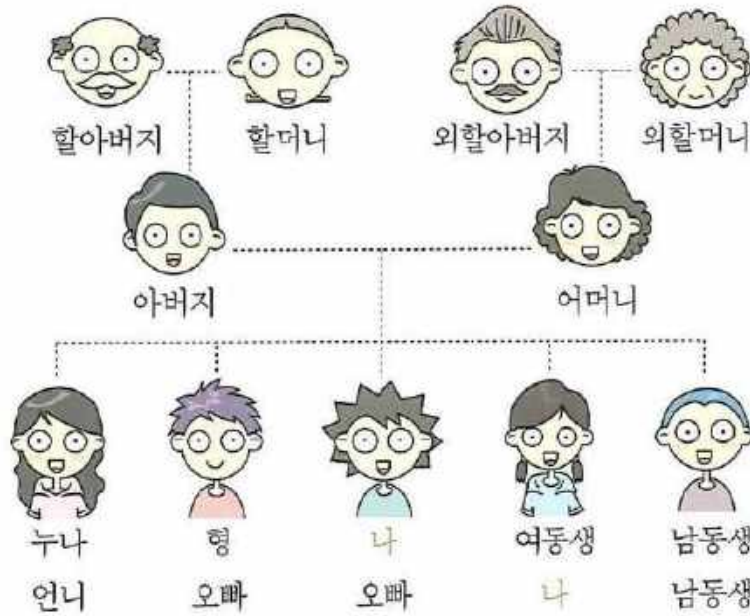 할아버지 할머니 외할아버지 외할머니
아버지 어머니
누나 형 나 여동생 남동생
언니 오빠 오빠 나 남동생